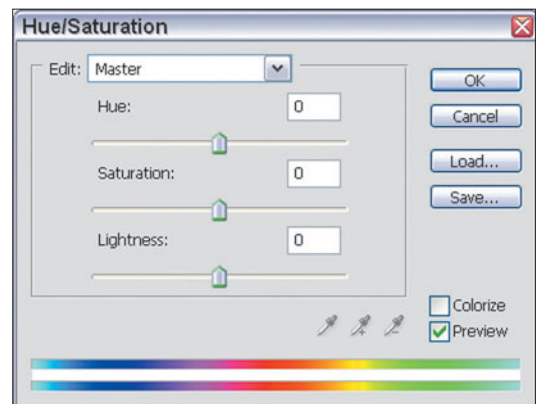 Hue/Saturation
Edit: Master
Hue: 0
Saturation: 0
Lightness: 0
OK
Cancel
Load...
Save...
Colorize
Preview